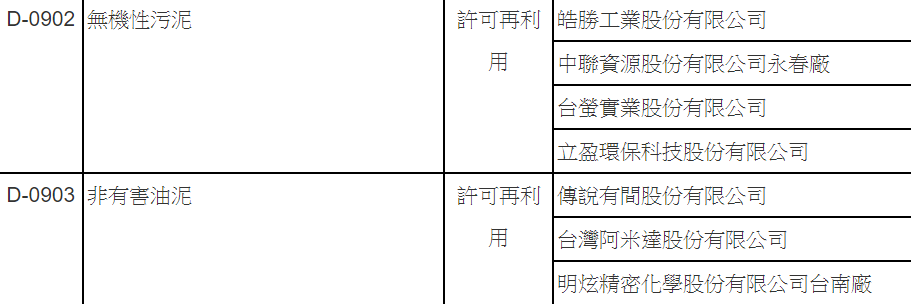 D-0902 無機性污泥 許可再利用 皓勝工業股份有限公司
中聯資源股份有限公司永春廠
台螢實業股份有限公司
立盈環保科技股份有限公司
D-0903 非有害油泥 許可再利用 傳說有間股份有限公司
台灣阿米達股份有限公司
明炫精密化學股份有限公司台南廠